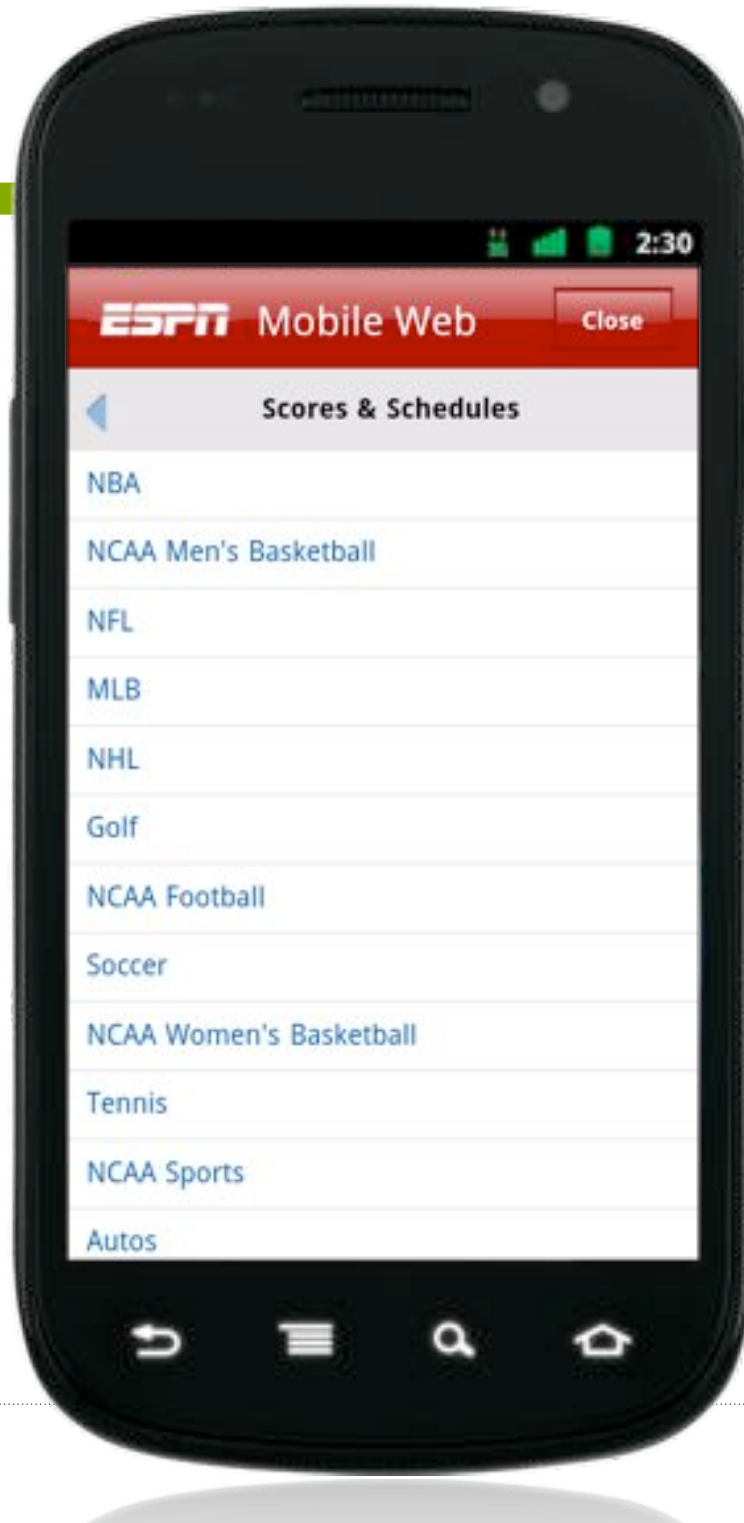 2:30
ESPN Mobile Web Close
Scores & Schedules
NBA
NCAA Men's Basketball
NFL
MLB
NHL
Golf
NCAA Football
Soccer
NCAA Women's Basketball
Tennis
NCAA Sports
Autos